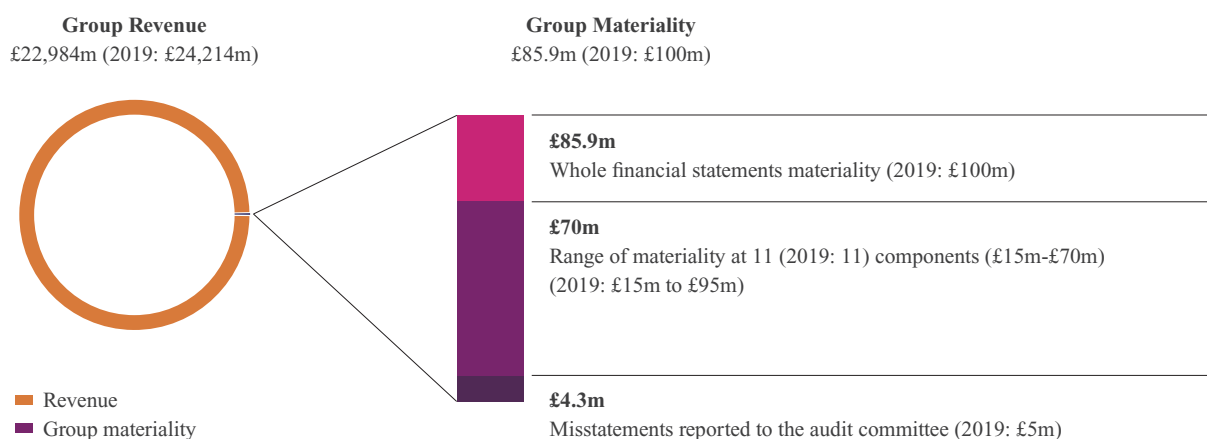 Group Revenue
£22,984m (2019: £24,214m)
Group Materiality
£85.9m (2019: £100m)
£85.9m
Whole financial statements materiality (2019: £100m)
£70m
Range of materiality at 11 (2019: 11) components (£15m-£70m)
(2019: £15m to £95m)
£4.3m
Misstatements reported to the audit committee (2019: £5m)
Revenue
Group materiality